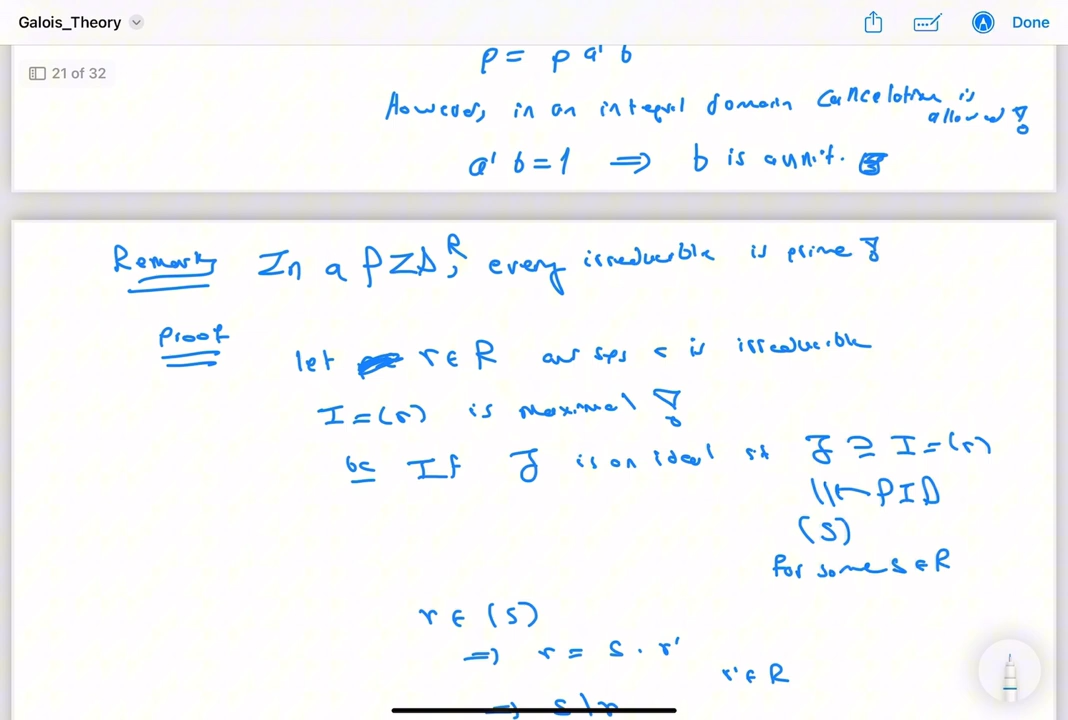 Galois_Theory
Done
21 of 32
p = p a' b
However, in an integral domain cancelation is allowed !
a' b = 1 ⟹ b is a unit.
Remark In a PID R, every irreducible is prime !
Proof
let r ∈ R and sps r is irreducible
I = (r) is maximal !
bc If J is an ideal st J ⊇ I = (r)
|| ← PID
(s)
for some s ∈ R
r ∈ (s)
⟹ r = s · r'
r' ∈ R
⟹ s | r